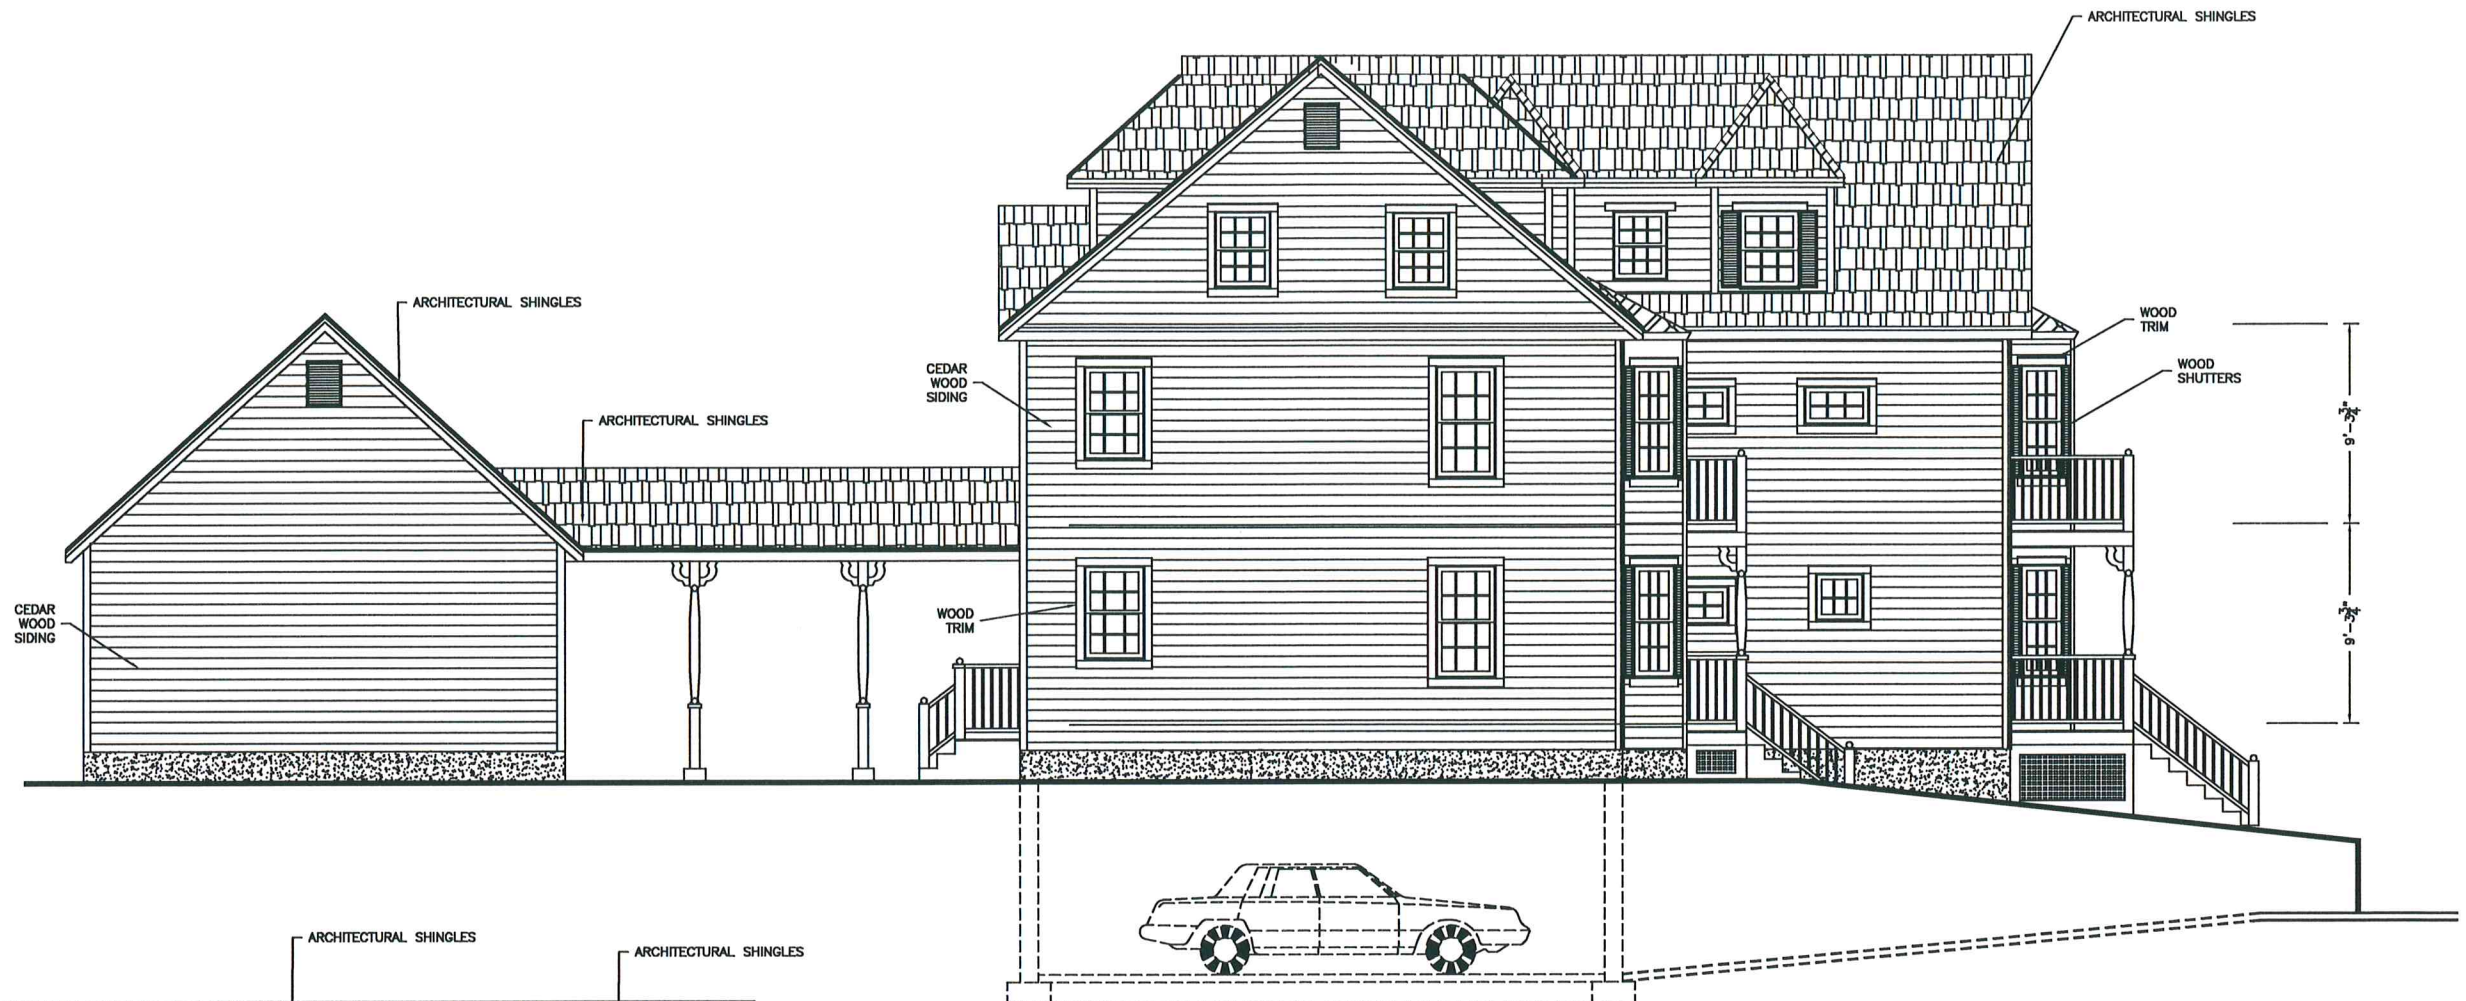 ARCHITECTURAL SHINGLES
ARCHITECTURAL SHINGLES
WOOD
TRIM
WOOD
SHUTTERS
CEDAR
WOOD
SIDING
ARCHITECTURAL SHINGLES
9'-3¾"
CEDAR
WOOD
SIDING
WOOD
TRIM
9'-3¾"
ARCHITECTURAL SHINGLES
ARCHITECTURAL SHINGLES